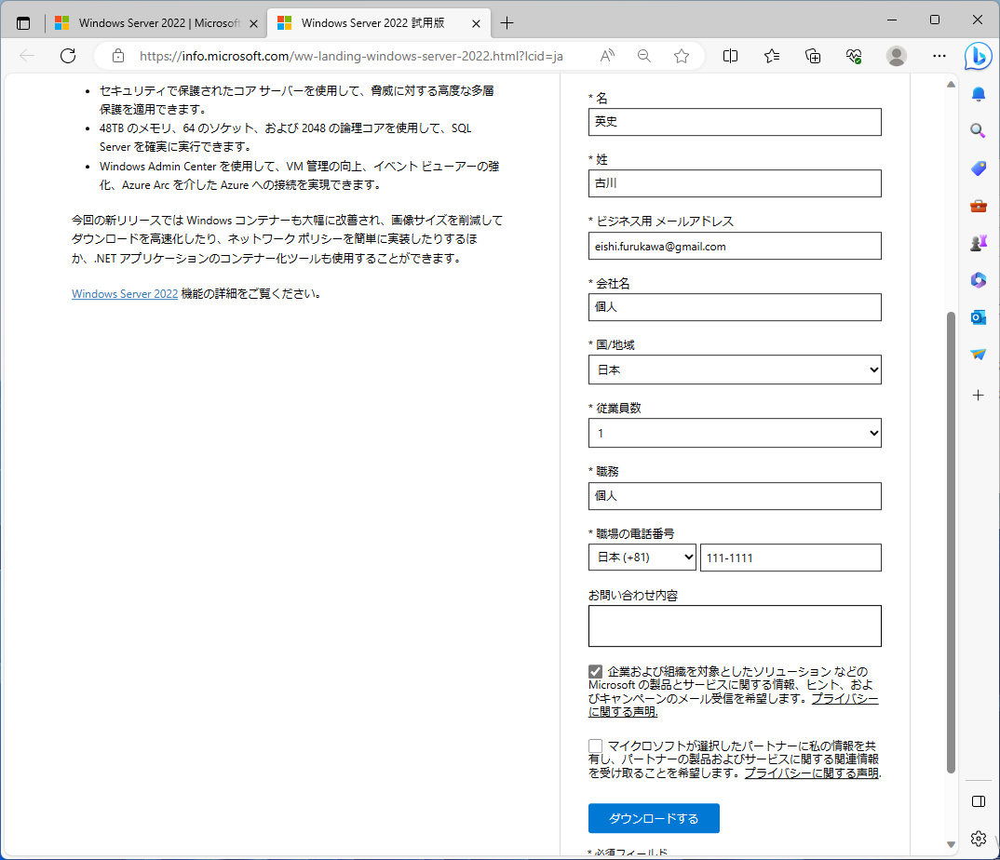 Windows Server 2022 | Microsoft
Windows Server 2022 試用版
https://info.microsoft.com/ww-landing-windows-server-2022.html?lcid=ja
• セキュリティで保護されたコア サーバーを使用して、脅威に対する高度な多層
保護を適用できます。
• 48TB のメモリ、64 のソケット、および 2048 の論理コアを使用して、SQL
Server を確実に実行できます。
• Windows Admin Center を使用して、VM 管理の向上、イベント ビューアーの強
化、Azure Arc を介した Azure への接続を実現できます。
今回の新リリースでは Windows コンテナーも大幅に改善され、画像サイズを削減して
ダウンロードを高速化したり、ネットワーク ポリシーを簡単に実装したりするほ
か、.NET アプリケーションのコンテナー化ツールも使用することができます。
Windows Server 2022 機能の詳細をご覧ください。
* 名
英史
* 姓
古川
* ビジネス用 メールアドレス
eishi.furukawa@gmail.com
* 会社名
個人
* 国/地域
日本
* 従業員数
1
* 職務
個人
* 職場の電話番号
日本 (+81)
111-1111
お問い合わせ内容
企業および組織を対象としたソリューション などの
Microsoft の製品とサービスに関する情報、ヒント、およ
びキャンペーンのメール受信を希望します。プライバシー
に関する声明.
マイクロソフトが選択したパートナーに私の情報を共
有し、パートナーの製品およびサービスに関する関連情報
を受け取ることを希望します。プライバシーに関する声明.
ダウンロードする
* 必須フィールド